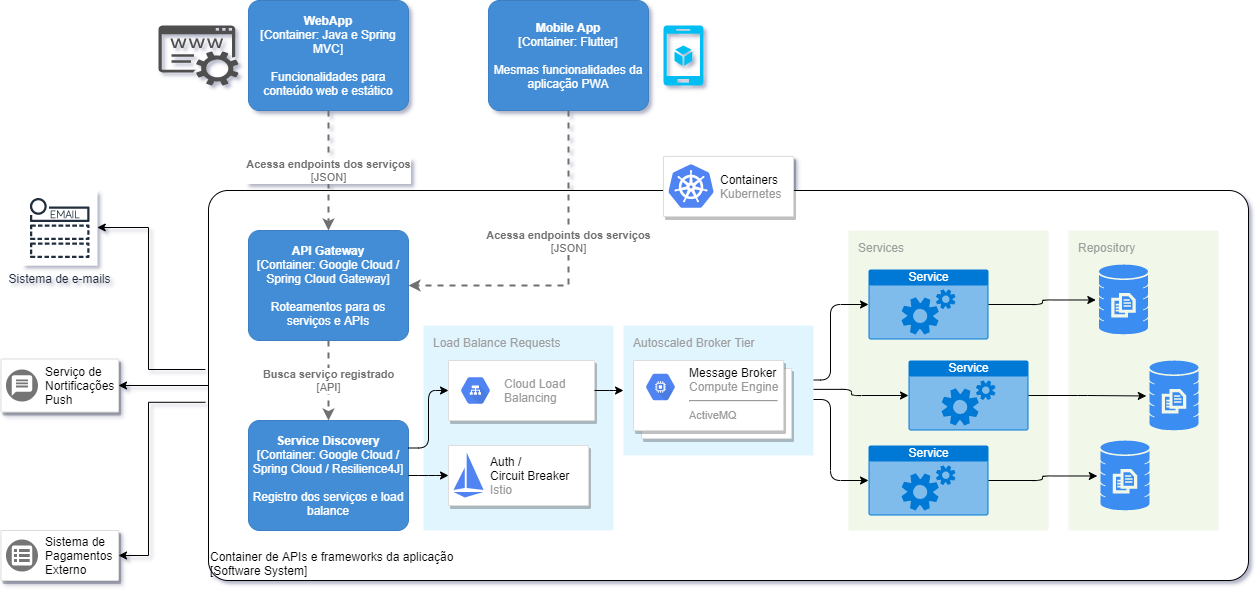 WebApp
[Container: Java e Spring
MVC]
Funcionalidades para
conteúdo web e estático
WWW
Mobile App
[Container: Flutter]
Mesmas funcionalidades da
aplicação PWA
Acessa endpoints dos serviços
[JSON]
Containers
Kubernetes
EMAIL
Sistema de e-mails
API Gateway
[Container: Google Cloud /
Spring Cloud Gateway]
Roteamentos para os
serviços e APIs
Acessa endpoints dos serviços
[JSON]
Services
Repository
Service
Load Balance Requests
Autoscaled Broker Tier
Busca serviço registrado
[API]
Serviço de
Nortificações
Push
Cloud Load
Balancing
Message Broker
Compute Engine
ActiveMQ
Service
Service Discovery
[Container: Google Cloud /
Spring Cloud / Resilience4J]
Registro dos serviços e load
balance
Auth /
Circuit Breaker
Istio
Service
Sistema de
Pagamentos
Externo
Container de APIs e frameworks da aplicação
[Software System]